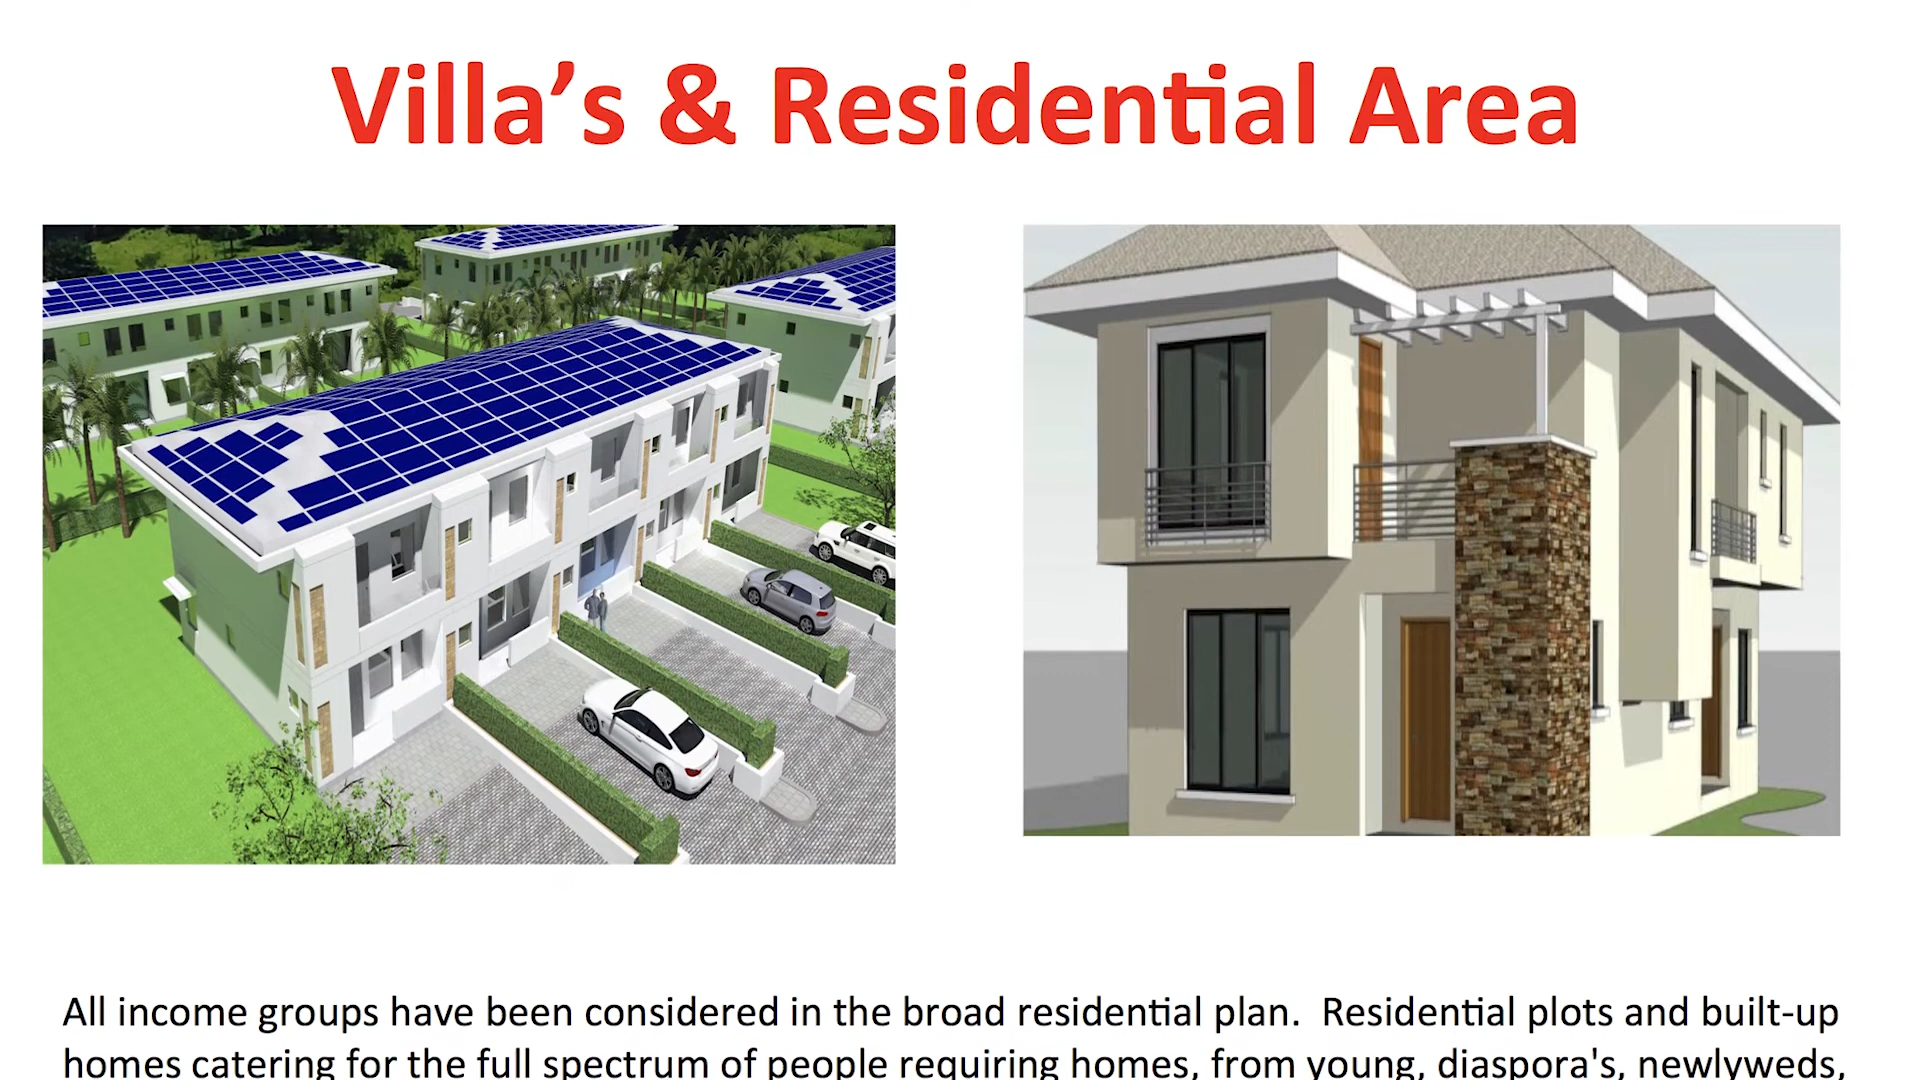 Villa’s & Residential Area
All income groups have been considered in the broad residential plan.  Residential plots and built-up
homes catering for the full spectrum of people requiring homes, from young, diaspora's, newlyweds,